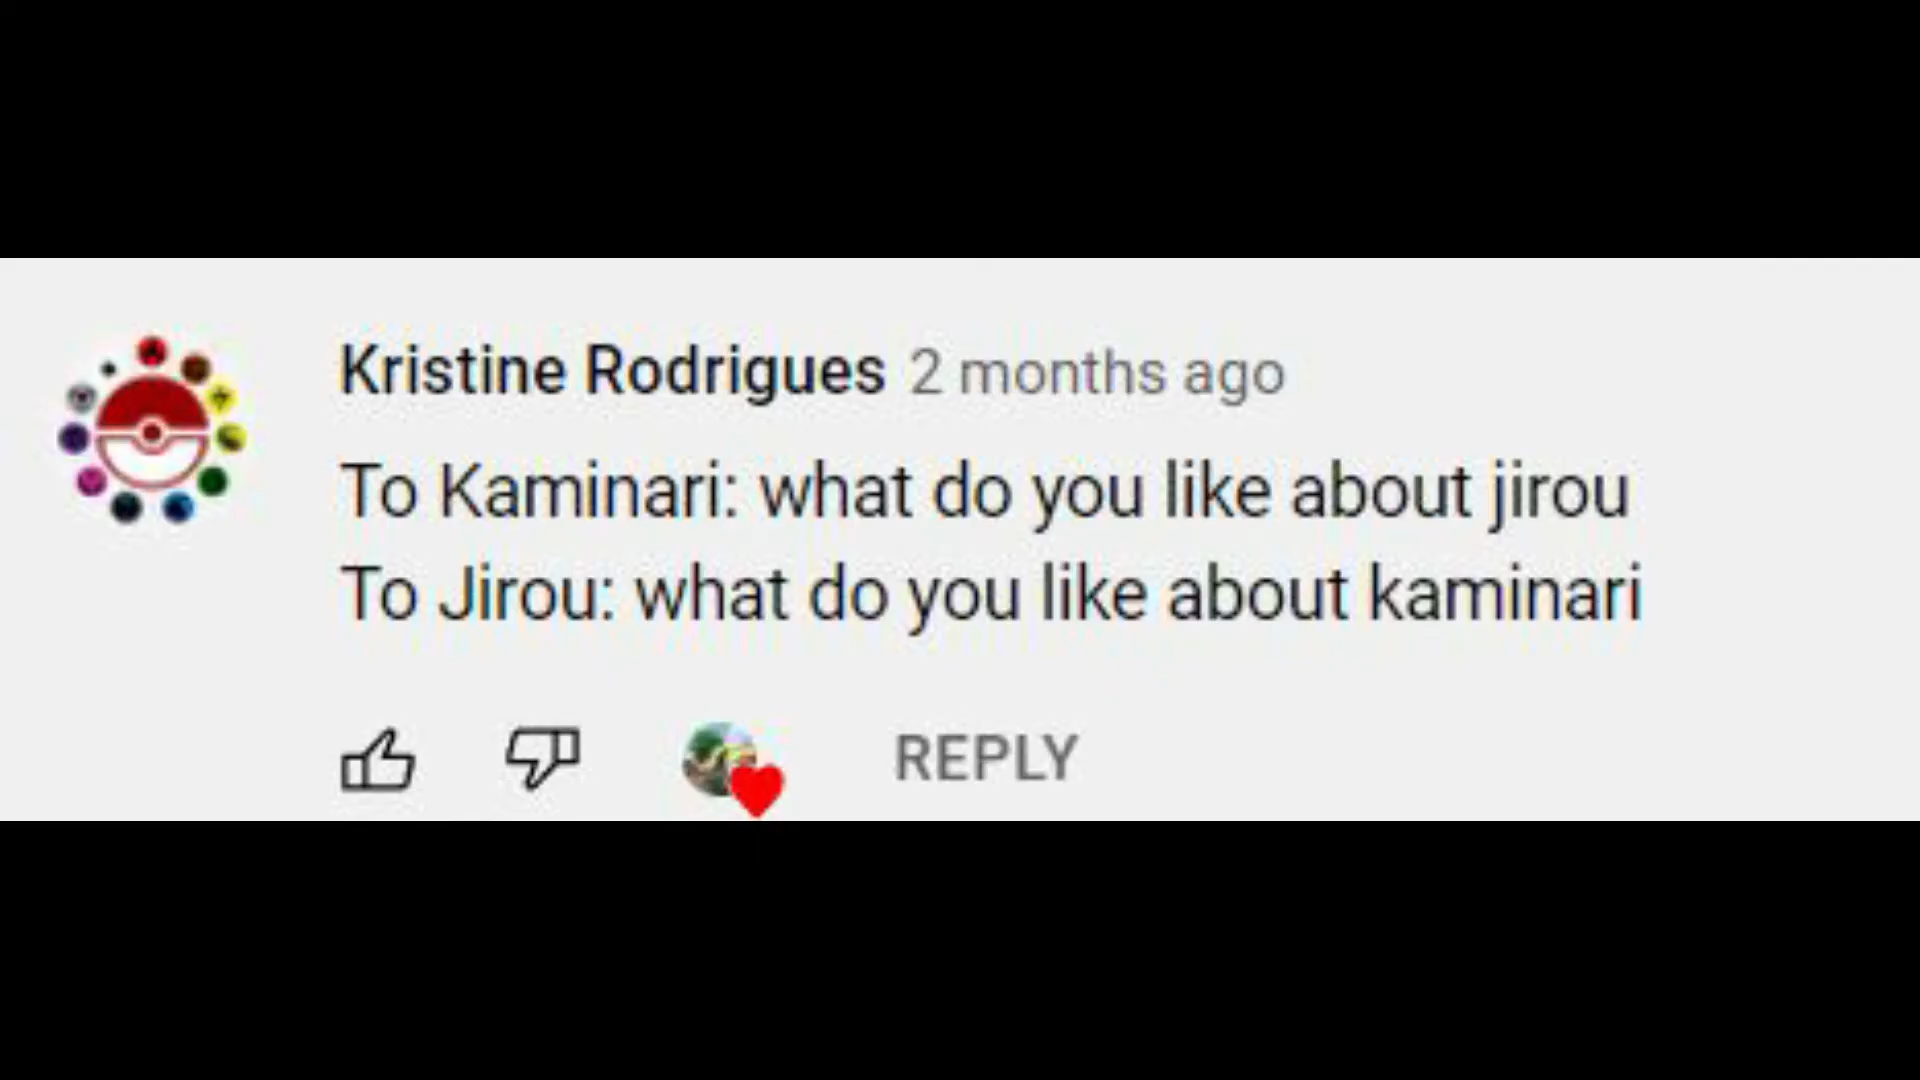 Kristine Rodrigues 2 months ago
To Kaminari: what do you like about jirou
To Jirou: what do you like about kaminari
REPLY